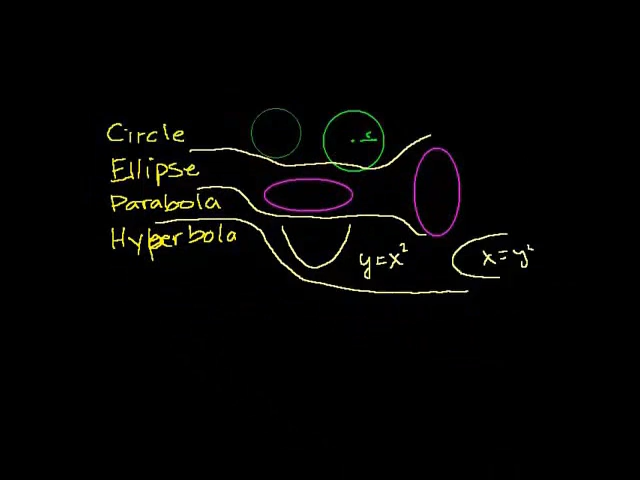 Circle
Ellipse
Parabola
Hyperbola
y=x²
x=y²